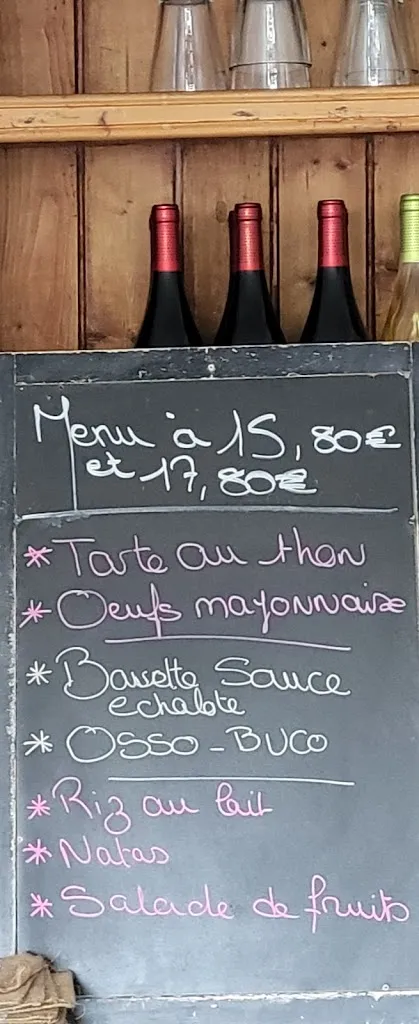 Menu à 15,80€
et 17,80€
* Tarte au thon
* Oeufs mayonnaise
* Bavette Sauce
echalote
* Osso-Buco
* Riz au lait
* Natas
* Salade de fruits